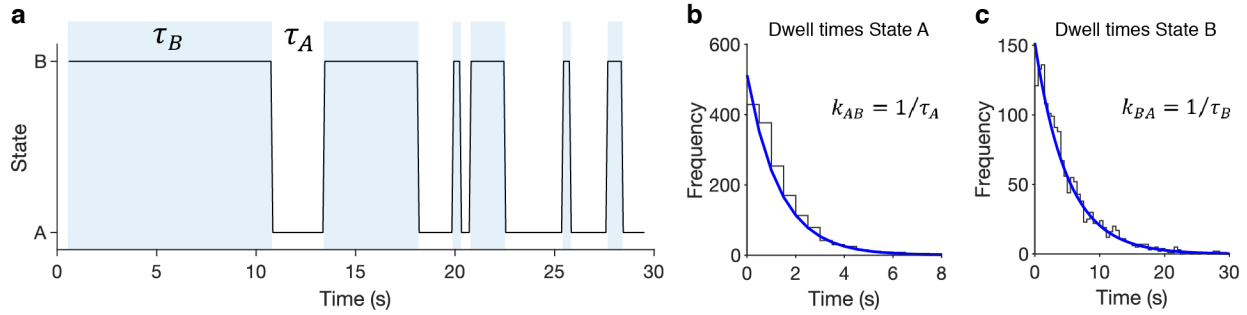 a
τ_B
τ_A
B
A
State
0
5
10
15
20
25
30
Time (s)
b
Dwell times State A
600
400
200
0
Frequency
k_AB = 1/τ_A
0
2
4
6
8
Time (s)
c
Dwell times State B
150
100
50
0
Frequency
k_BA = 1/τ_B
0
10
20
30
Time (s)